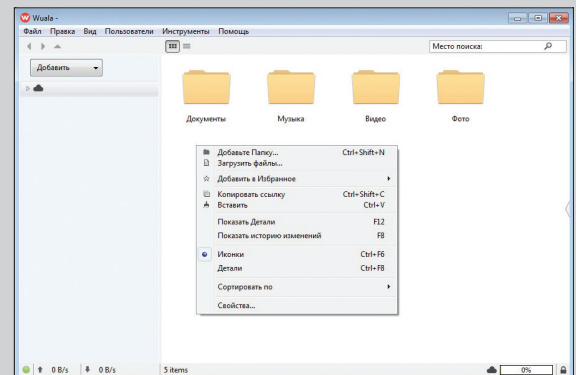 Wuala -
Файл Правка Вид Пользователи Инструменты Помощь
Место поиска:
Добавить
Документы Музыка Видео Фото
Добавьте Папку... Ctrl+Shift+N
Загрузить файлы...
Добавить в Избранное
Копировать ссылку Ctrl+Shift+C
Вставить Ctrl+V
Показать Детали F12
Показать историю изменений F8
Иконки Ctrl+F6
Детали Ctrl+F8
Сортировать по
Свойства...
0 B/s 0 B/s 5 items 0%